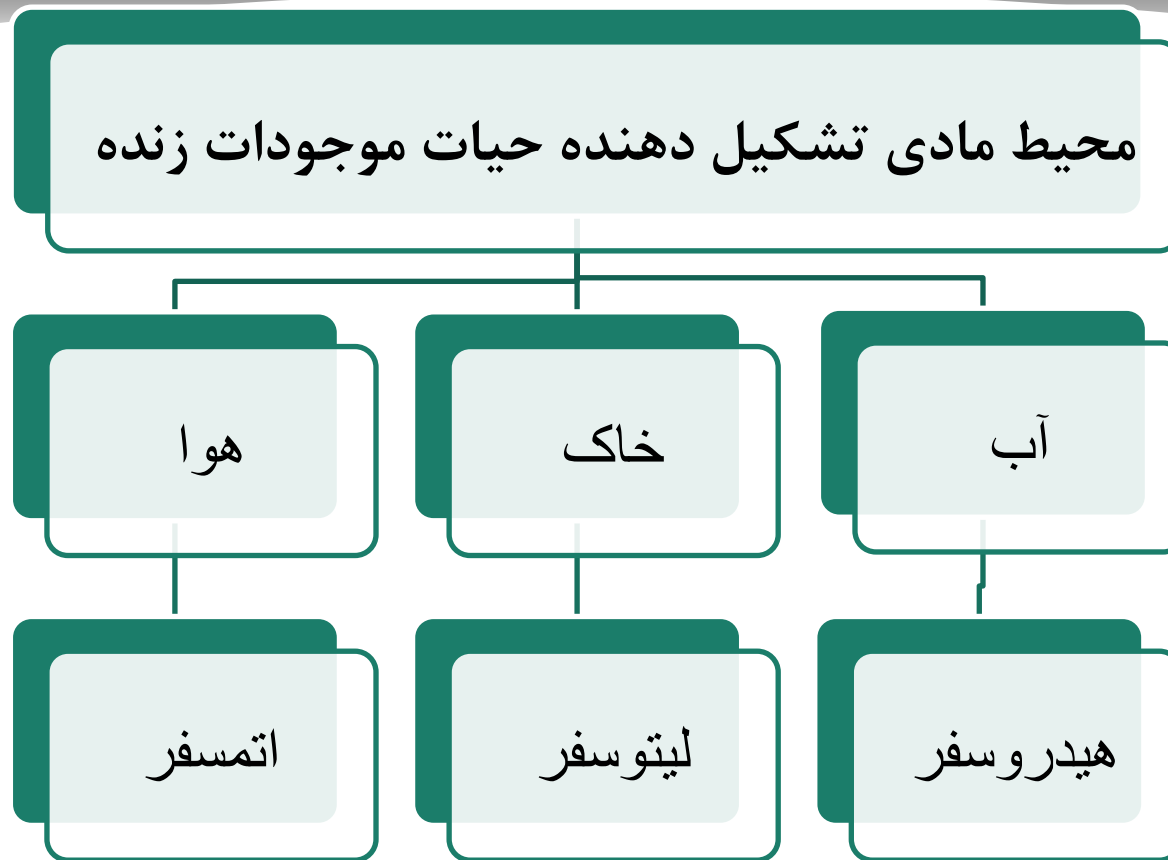 محیط مادی تشکیل دهنده حیات موجودات زنده
آب
خاک
هوا
هیدروسفر
لیتوسفر
اتمسفر